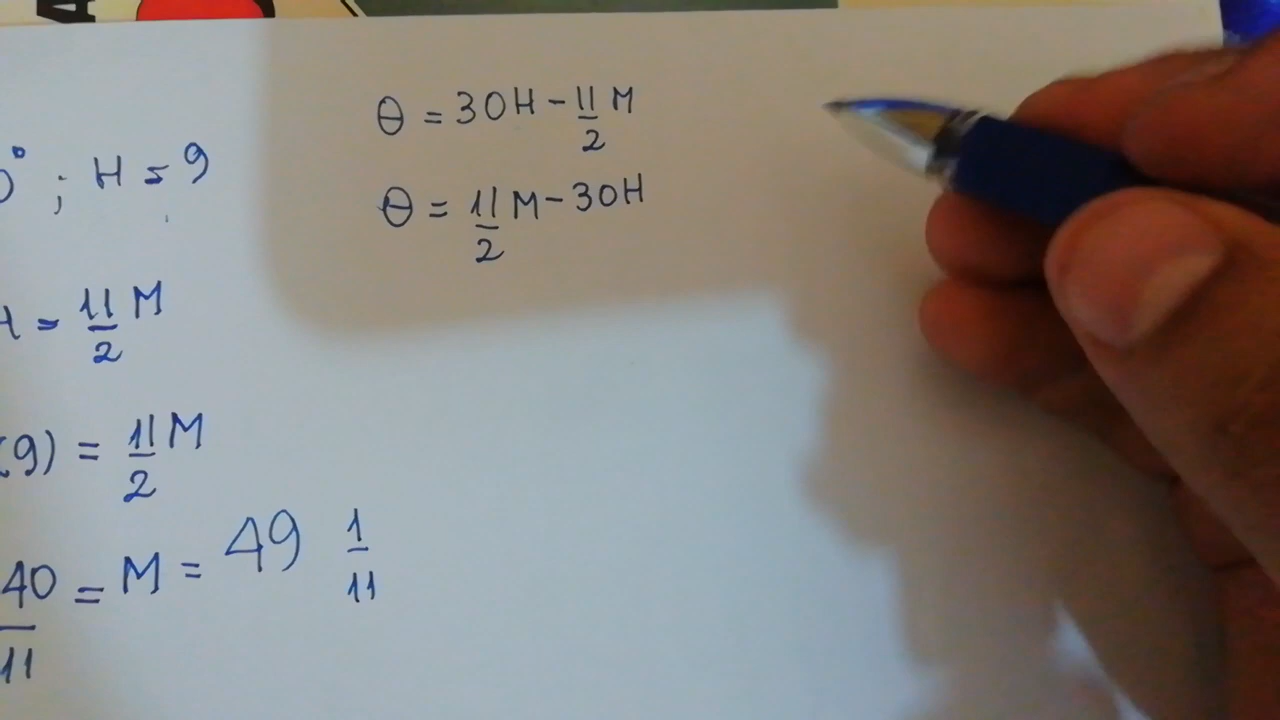 θ = 30H - 11/2 M
θ = 11/2 M - 30H
° ; H = 9
= 11/2 M
9) = 11/2 M
40/11 = M = 49 1/11